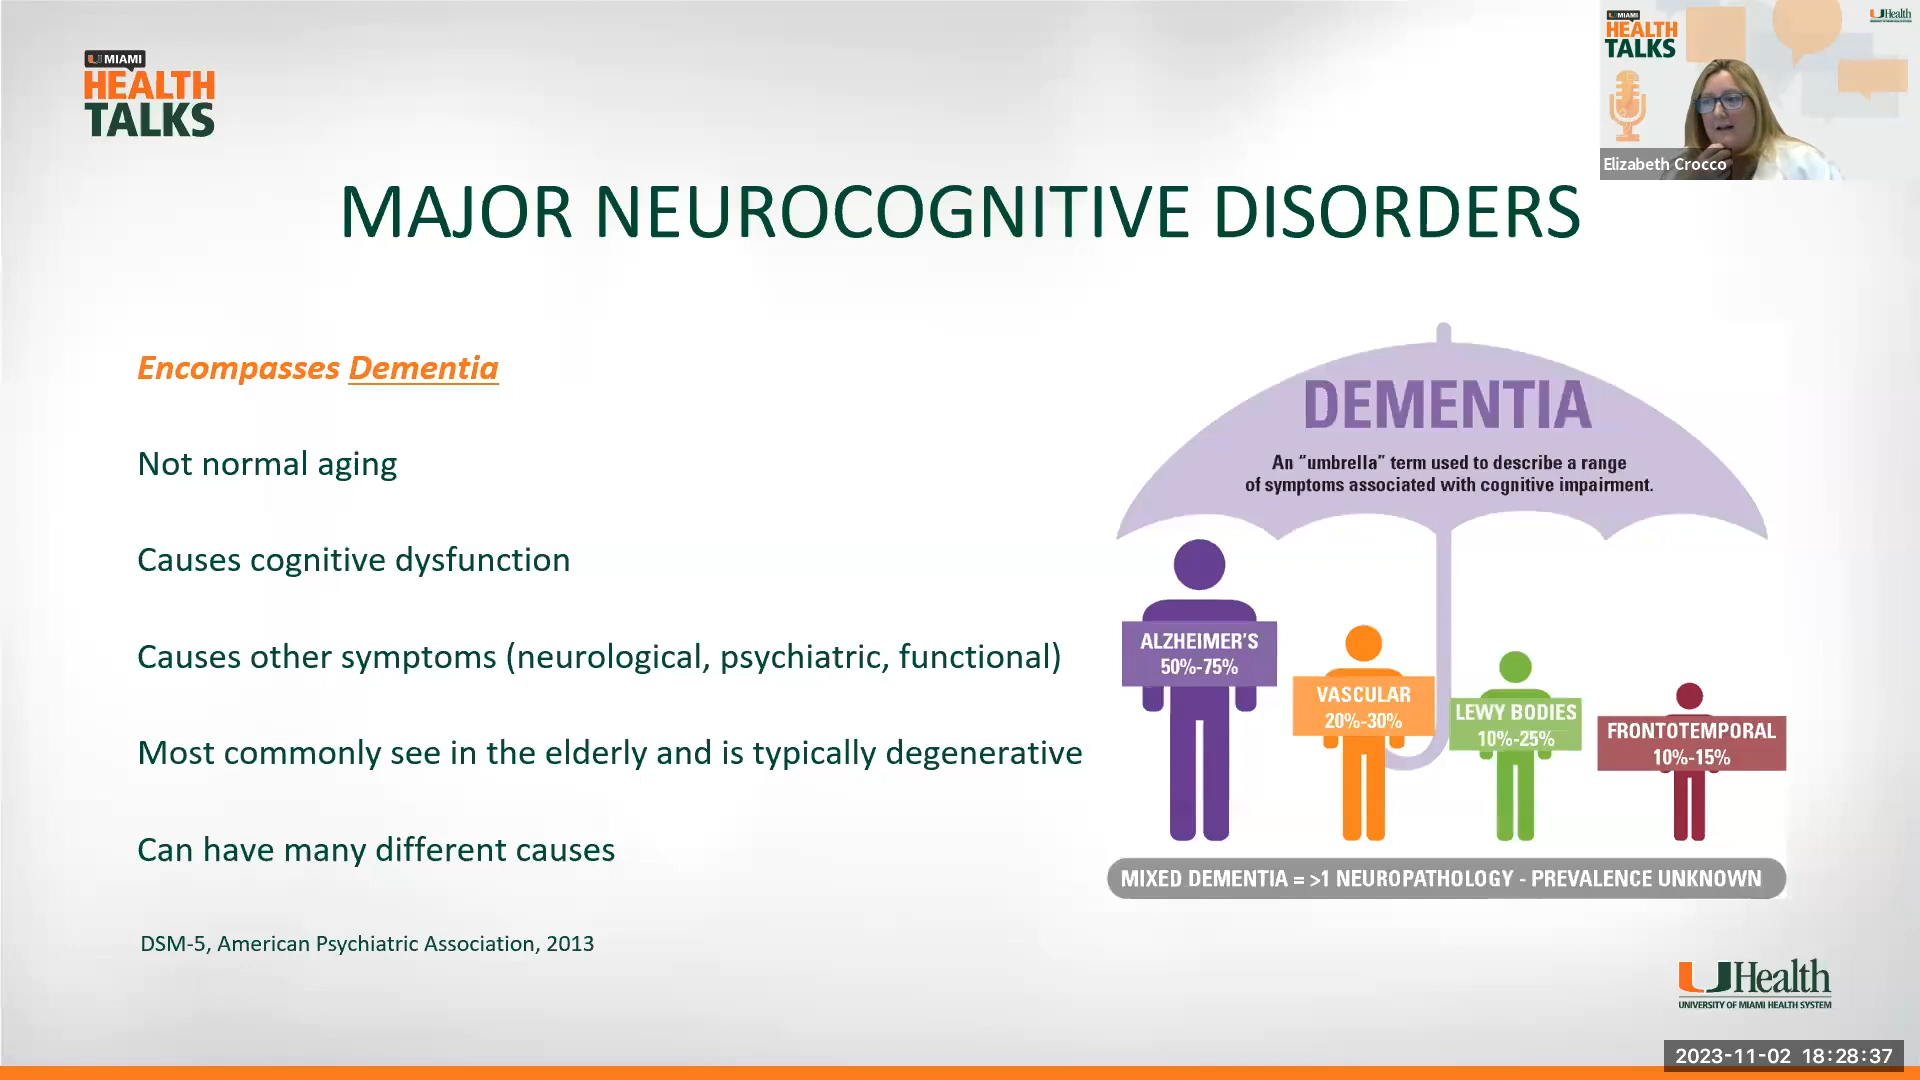 U MIAMI
HEALTH
TALKS
U MIAMI
HEALTH
TALKS
UHealth
Elizabeth Crocco
MAJOR NEUROCOGNITIVE DISORDERS
Encompasses Dementia
Not normal aging
Causes cognitive dysfunction
Causes other symptoms (neurological, psychiatric, functional)
Most commonly see in the elderly and is typically degenerative
Can have many different causes
DSM-5, American Psychiatric Association, 2013
DEMENTIA
An “umbrella” term used to describe a range
of symptoms associated with cognitive impairment.
ALZHEIMER’S
50%-75%
VASCULAR
20%-30%
LEWY BODIES
10%-25%
FRONTOTEMPORAL
10%-15%
MIXED DEMENTIA = >1 NEUROPATHOLOGY - PREVALENCE UNKNOWN
UHealth
UNIVERSITY OF MIAMI HEALTH SYSTEM
2023-11-02 18:28:37